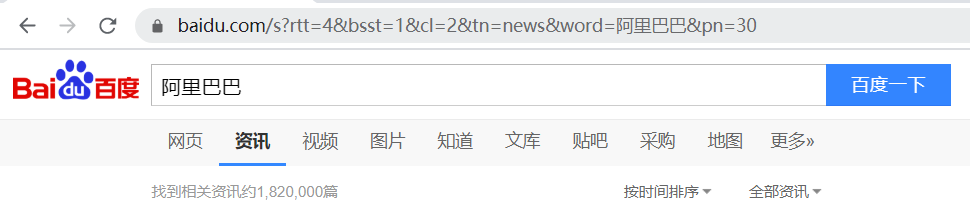 baidu.com/s?rtt=4&bsst=1&cl=2&tn=news&word=阿里巴巴&pn=30
Bai du 百度 阿里巴巴 百度一下
网页 资讯 视频 图片 知道 文库 贴吧 采购 地图 更多»
找到相关资讯约1,820,000篇 按时间排序 全部资讯